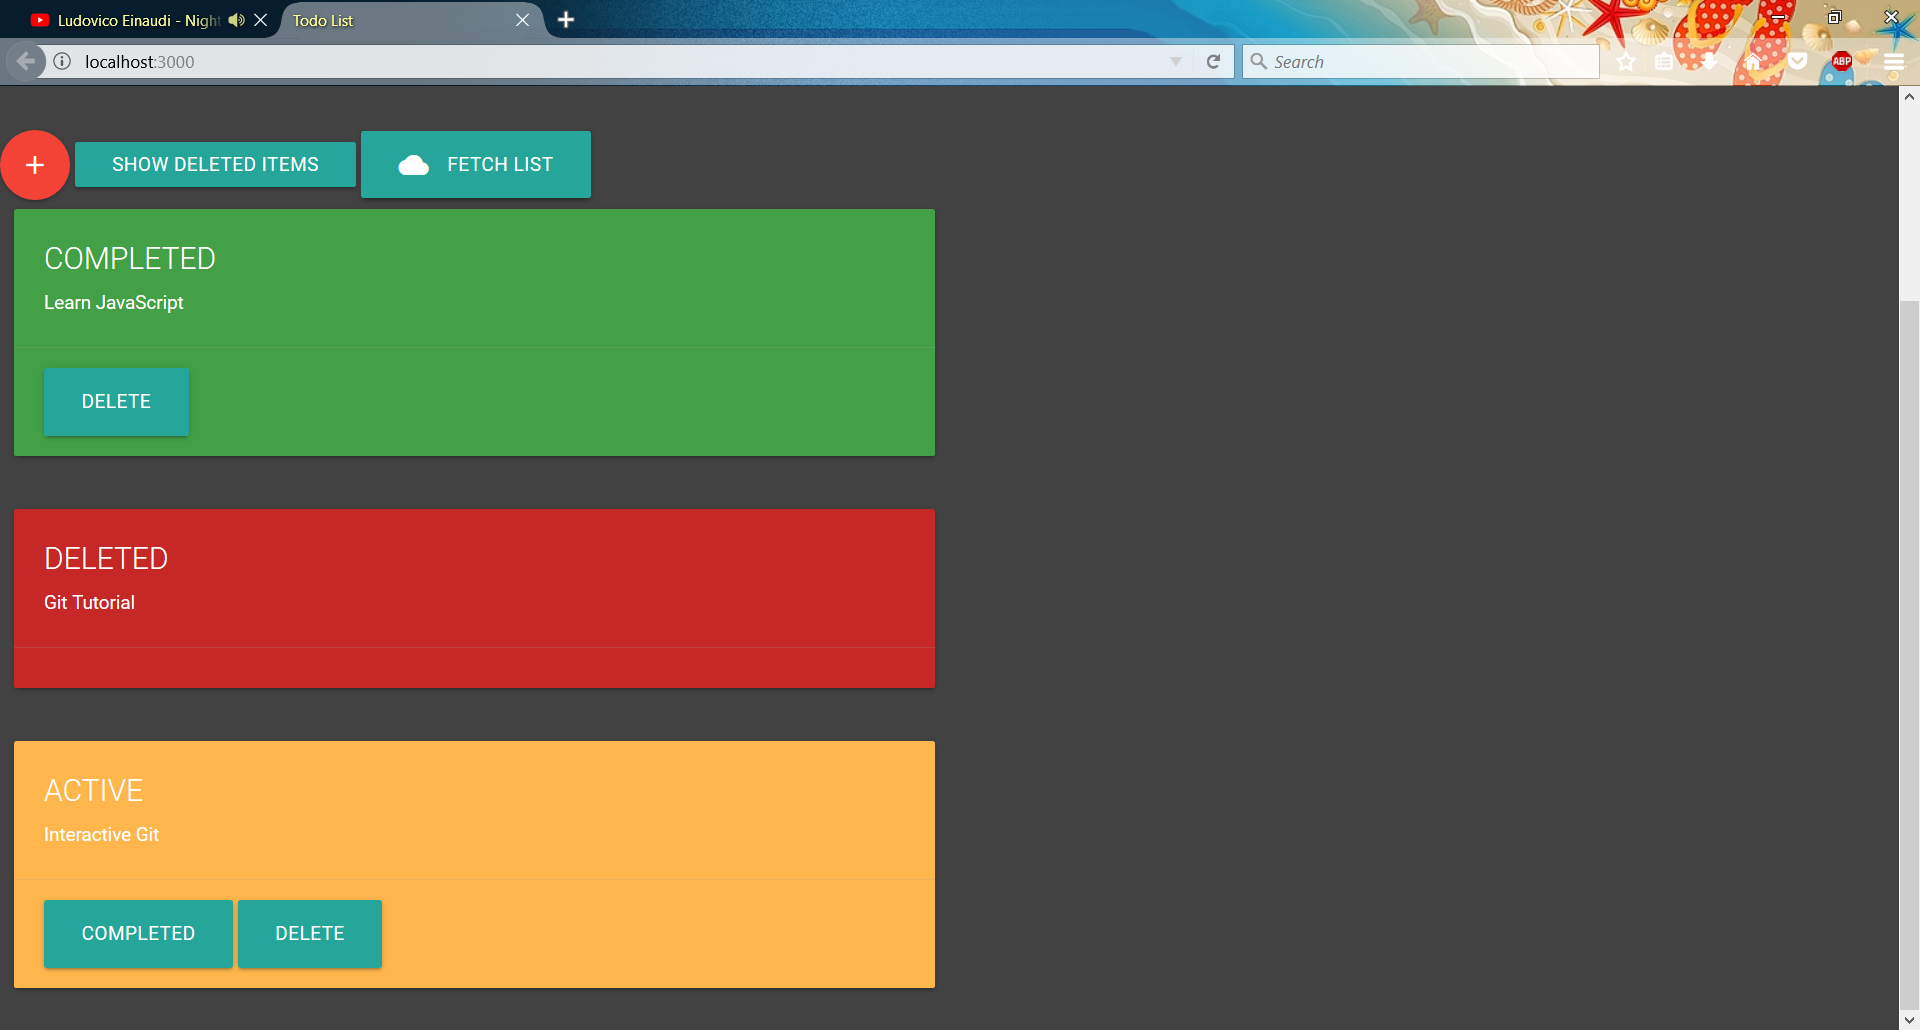 Ludovico Einaudi - Night
Todo List
localhost:3000
Search
ABP
+ SHOW DELETED ITEMS FETCH LIST
COMPLETED
Learn JavaScript
DELETE
DELETED
Git Tutorial
ACTIVE
Interactive Git
COMPLETED DELETE